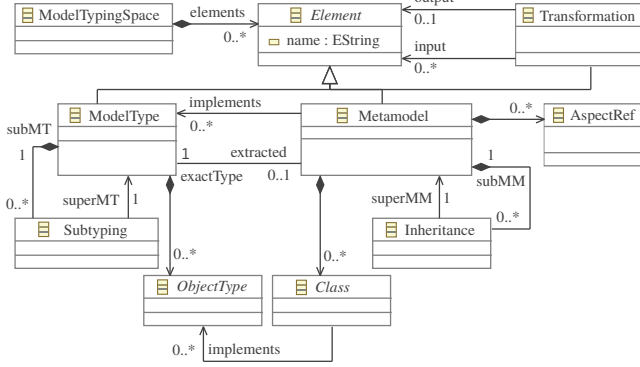 output
ModelTypingSpace
elements
0..*
Element
name : EString
0..1
input
0..*
Transformation
ModelType
implements
0..*
Metamodel
0..*
AspectRef
subMT
1
1
extracted
exactType
0..1
1
subMM
0..*
superMT
1
superMM
1
0..*
Subtyping
Inheritance
0..*
0..*
ObjectType
Class
0..*
implements